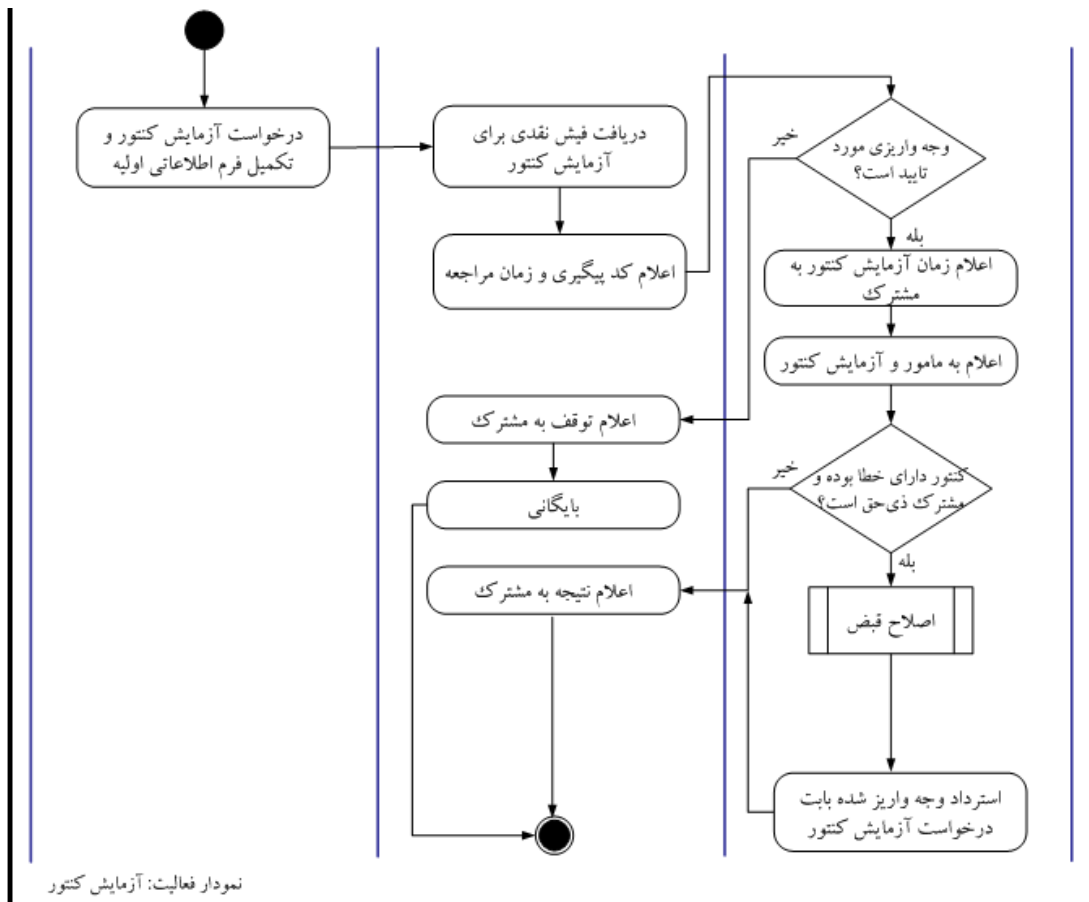 درخواست آزمایش کنتور و
تکمیل فرم اطلاعاتی اولیه
دریافت فیش نقدی برای
آزمایش کنتور
اعلام کد پیگیری و زمان مراجعه
وجه واریزی مورد
تایید است؟
خیر
بله
اعلام زمان آزمایش کنتور به
مشترک
اعلام به مامور و آزمایش کنتور
کنتور دارای خطا بوده و
مشترک ذی‌حق است؟
خیر
بله
اعلام توقف به مشترک
بایگانی
اعلام نتیجه به مشترک
اصلاح قبض
استرداد وجه واریز شده بابت
درخواست آزمایش کنتور
نمودار فعالیت: آزمایش کنتور